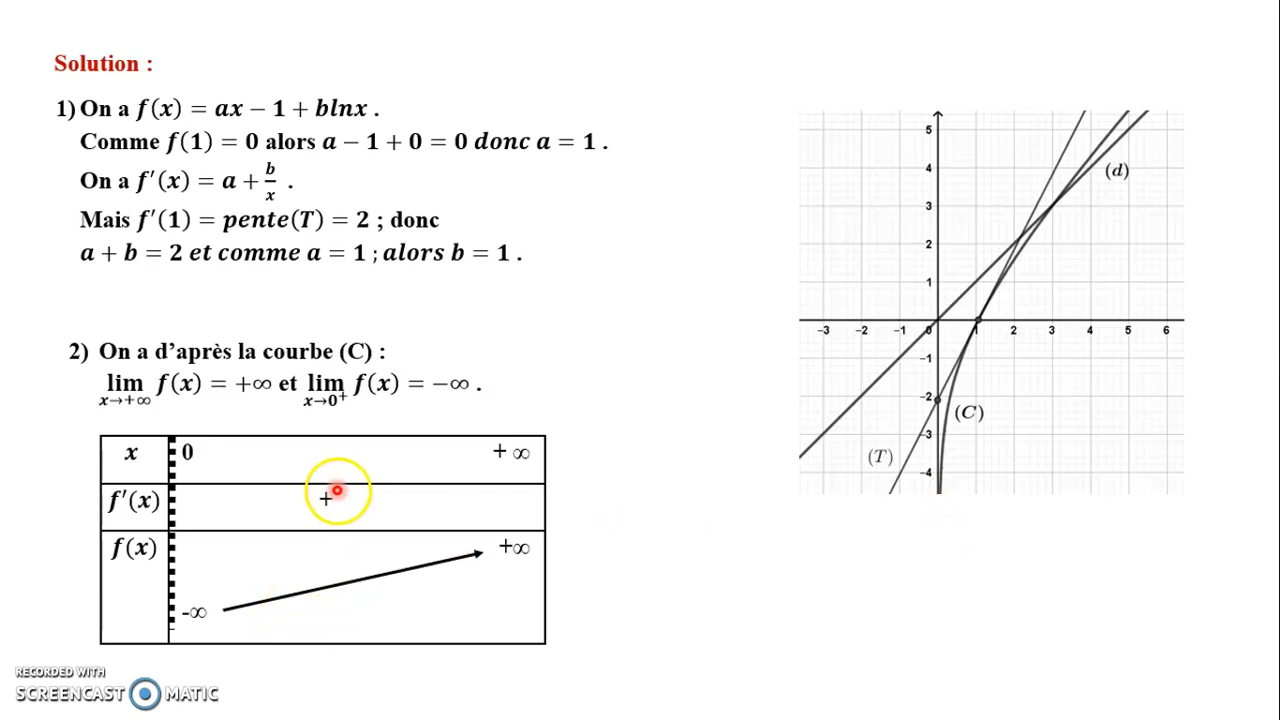 Solution :
1) On a f(x) = ax − 1 + blnx .
Comme f(1) = 0 alors a − 1 + 0 = 0 donc a = 1 .
On a f′(x) = a + b/x .
Mais f′(1) = pente(T) = 2 ; donc
a + b = 2 et comme a = 1 ; alors b = 1 .
2) On a d’après la courbe (C) :
lim x→+∞ f(x) = +∞ et lim x→0⁺ f(x) = −∞ .
x 0 + ∞
f′(x) +
f(x) +∞
-∞
5
4 (d)
3
2
1
-3 -2 -1 0 1 2 3 4 5 6
-1
-2 (C)
-3
(T)
-4
RECORDED WITH
SCREENCAST MATIC